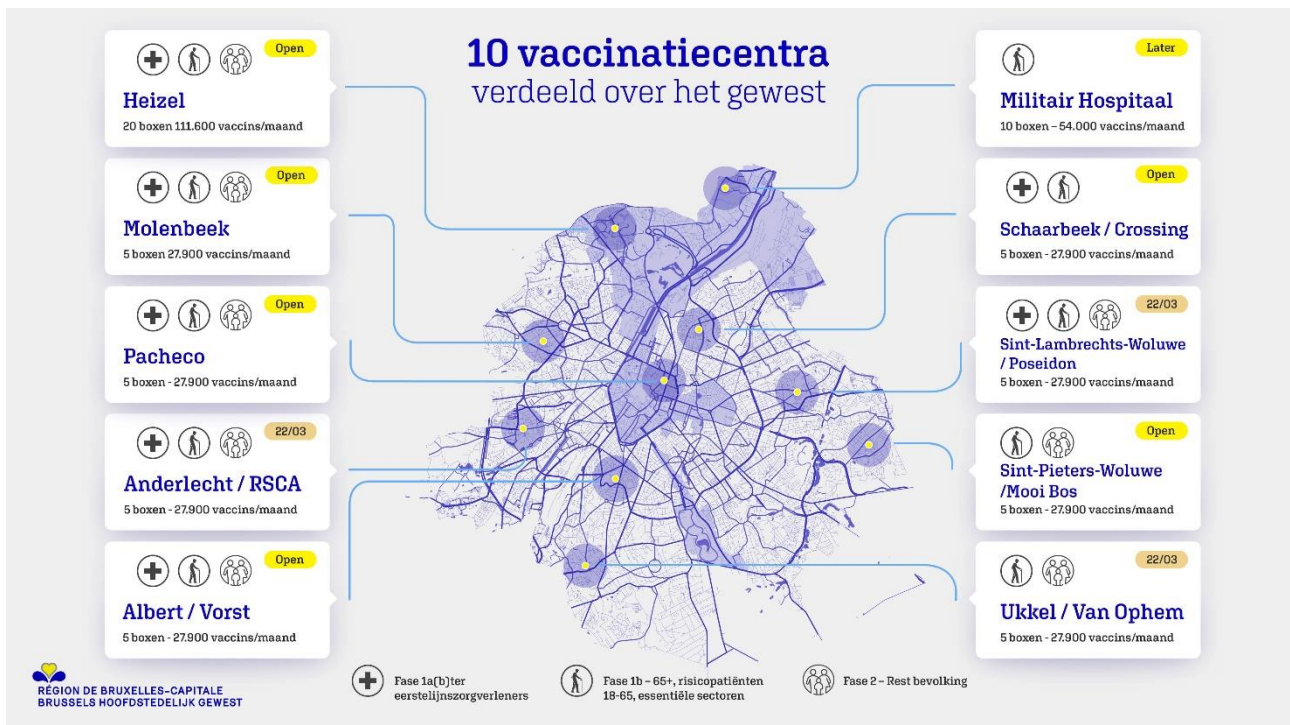 10 vaccinatiecentra
verdeeld over het gewest
Open
Heizel
20 boxen 111.600 vaccins/maand
Open
Molenbeek
5 boxen 27.900 vaccins/maand
Open
Pacheco
5 boxen - 27.900 vaccins/maand
22/03
Anderlecht / RSCA
5 boxen - 27.900 vaccins/maand
Open
Albert / Vorst
5 boxen - 27.900 vaccins/maand
Later
Militair Hospitaal
10 boxen – 54.000 vaccins/maand
Open
Schaarbeek / Crossing
5 boxen - 27.900 vaccins/maand
22/03
Sint-Lambrechts-Woluwe
/ Poseidon
5 boxen - 27.900 vaccins/maand
Open
Sint-Pieters-Woluwe
/Mooi Bos
5 boxen - 27.900 vaccins/maand
22/03
Ukkel / Van Ophem
5 boxen - 27.900 vaccins/maand
RÉGION DE BRUXELLES-CAPITALE
BRUSSELS HOOFDSTEDELIJK GEWEST
Fase 1a(b)ter
eerstelijnszorgverleners
Fase 1b – 65+, risicopatiënten
18-65, essentiële sectoren
Fase 2 – Rest bevolking